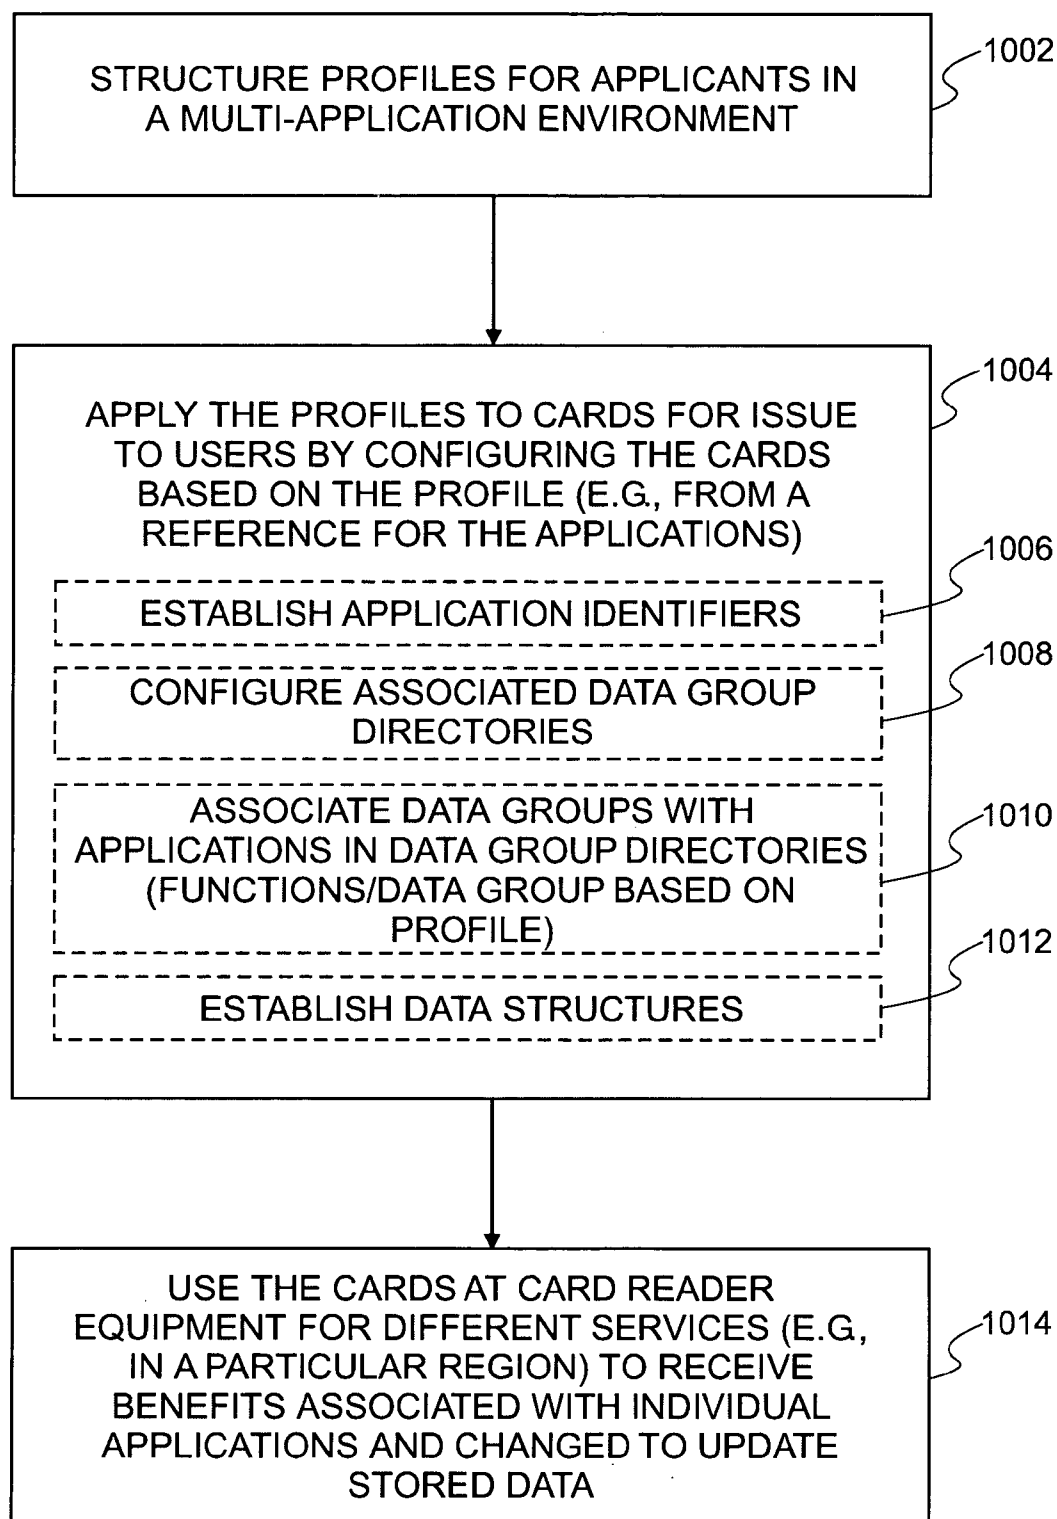 STRUCTURE PROFILES FOR APPLICANTS IN
A MULTI-APPLICATION ENVIRONMENT
1002
APPLY THE PROFILES TO CARDS FOR ISSUE
TO USERS BY CONFIGURING THE CARDS
BASED ON THE PROFILE (E.G., FROM A
REFERENCE FOR THE APPLICATIONS)
1004
ESTABLISH APPLICATION IDENTIFIERS
1006
CONFIGURE ASSOCIATED DATA GROUP
DIRECTORIES
1008
ASSOCIATE DATA GROUPS WITH
APPLICATIONS IN DATA GROUP DIRECTORIES
(FUNCTIONS/DATA GROUP BASED ON
PROFILE)
1010
ESTABLISH DATA STRUCTURES
1012
USE THE CARDS AT CARD READER
EQUIPMENT FOR DIFFERENT SERVICES (E.G.,
IN A PARTICULAR REGION) TO RECEIVE
BENEFITS ASSOCIATED WITH INDIVIDUAL
APPLICATIONS AND CHANGED TO UPDATE
STORED DATA
1014